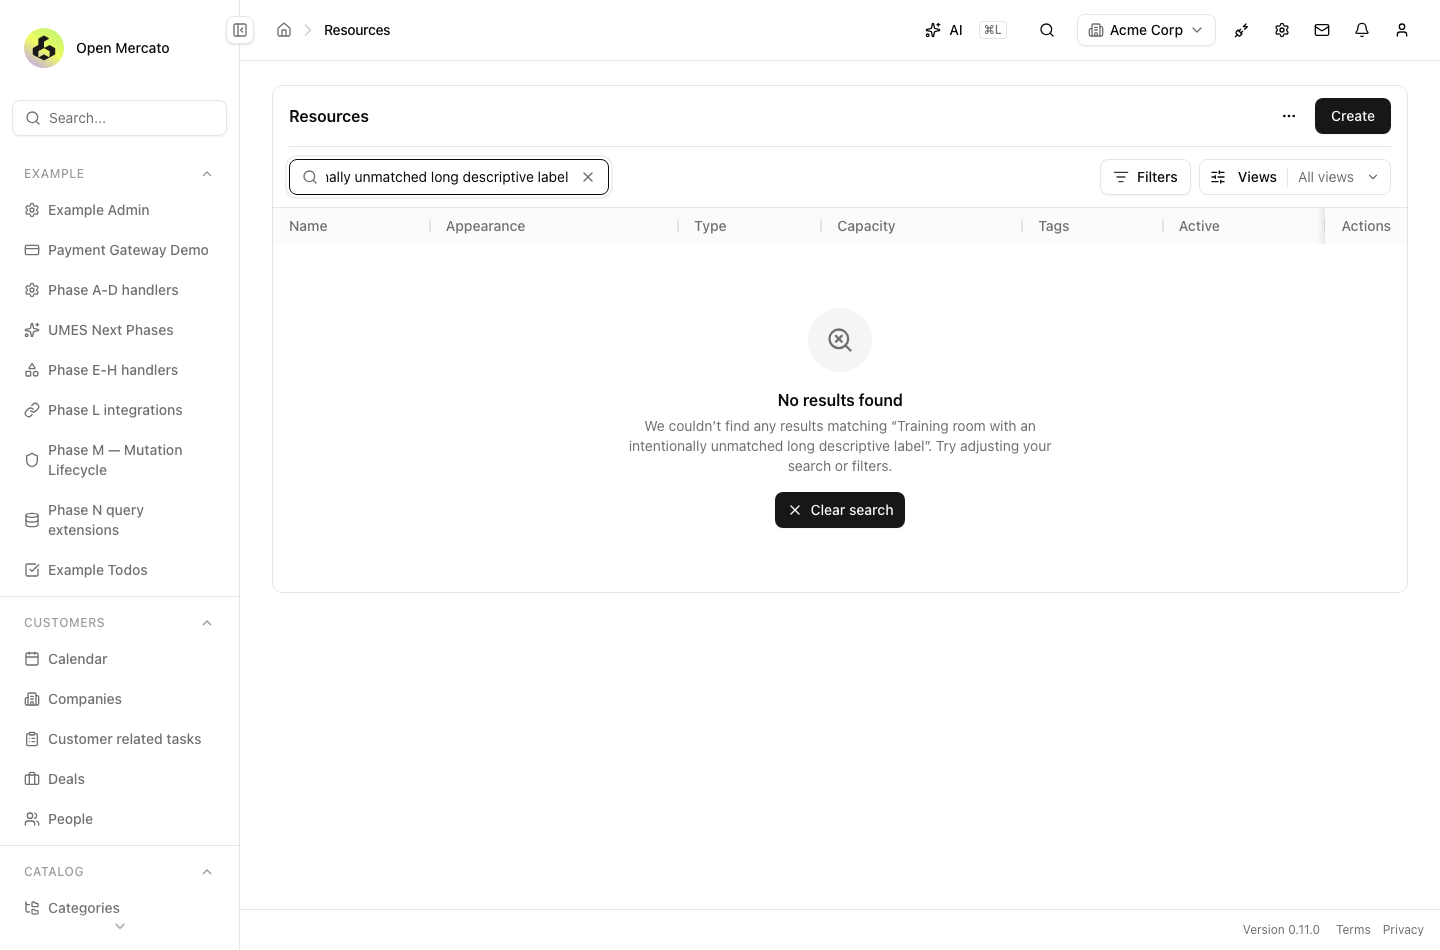 Open Mercato
Resources
AI
⌘L
Acme Corp
Search...
EXAMPLE
Example Admin
Payment Gateway Demo
Phase A-D handlers
UMES Next Phases
Phase E-H handlers
Phase L integrations
Phase M — Mutation
Lifecycle
Phase N query
extensions
Example Todos
CUSTOMERS
Calendar
Companies
Customer related tasks
Deals
People
CATALOG
Categories
Resources
Create
unmatched long descriptive label
Filters
Views
All views
Name
Appearance
Type
Capacity
Tags
Active
Actions
No results found
We couldn’t find any results matching “Training room with an
intentionally unmatched long descriptive label”. Try adjusting your
search or filters.
Clear search
Version 0.11.0
Terms
Privacy